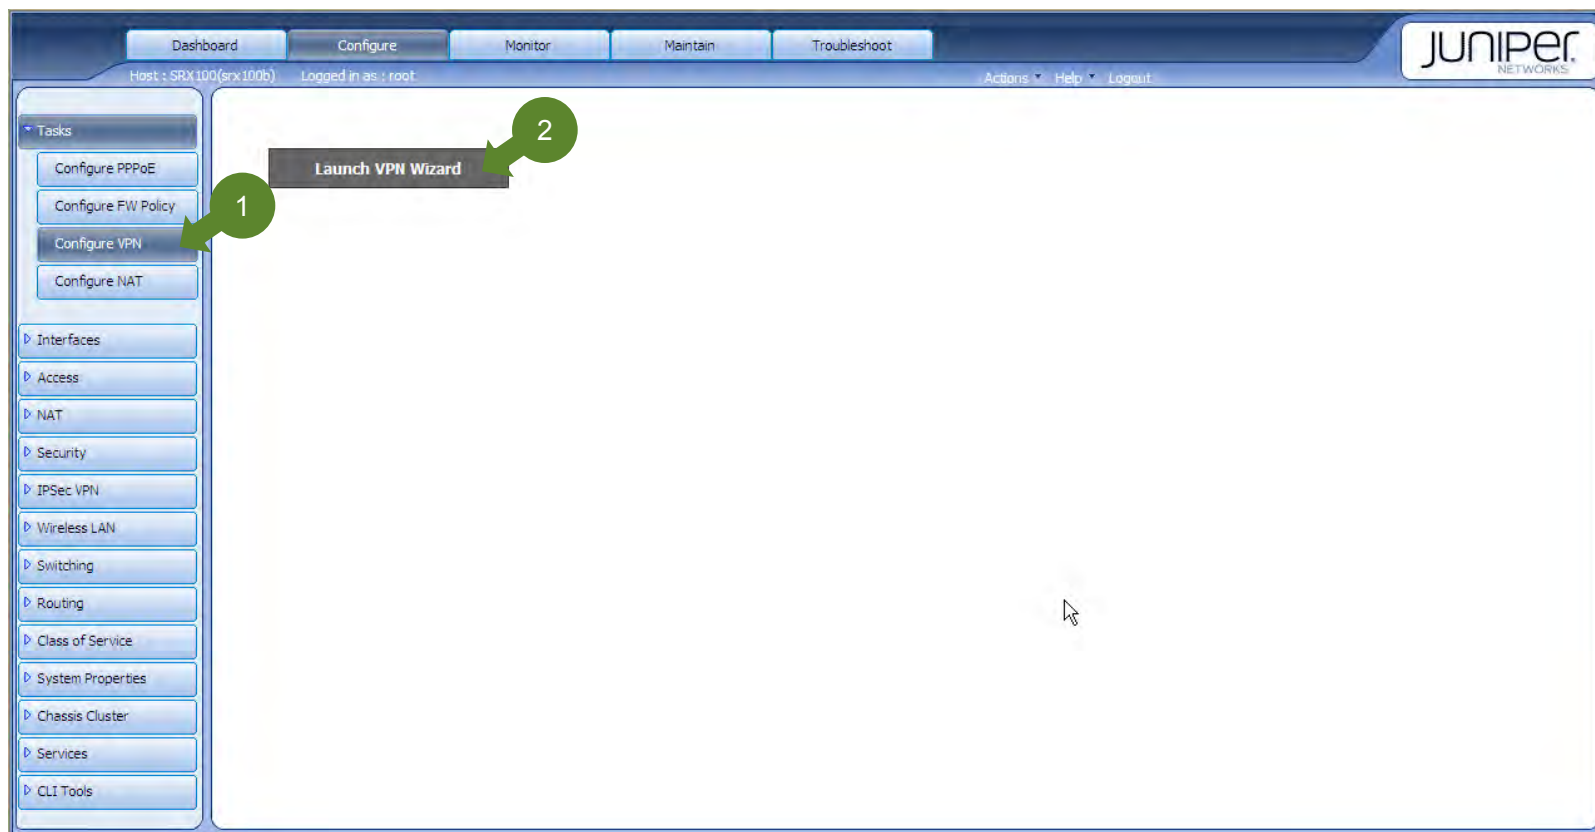 Dashboard
Configure
Monitor
Maintain
Troubleshoot
JUNIPER
NETWORKS
Host : SRX100(srx100b)
Logged in as : root
Actions
Help
Logout
Tasks
Configure PPPoE
Configure FW Policy
Configure VPN
Configure NAT
Interfaces
Access
NAT
Security
IPSec VPN
Wireless LAN
Switching
Routing
Class of Service
System Properties
Chassis Cluster
Services
CLI Tools
1
2
Launch VPN Wizard